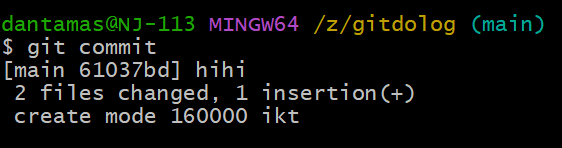 dantamas@NJ-113 MINGW64 /z/gitdolog (main)
$ git commit
[main 61037bd] hihi
 2 files changed, 1 insertion(+)
 create mode 160000 ikt